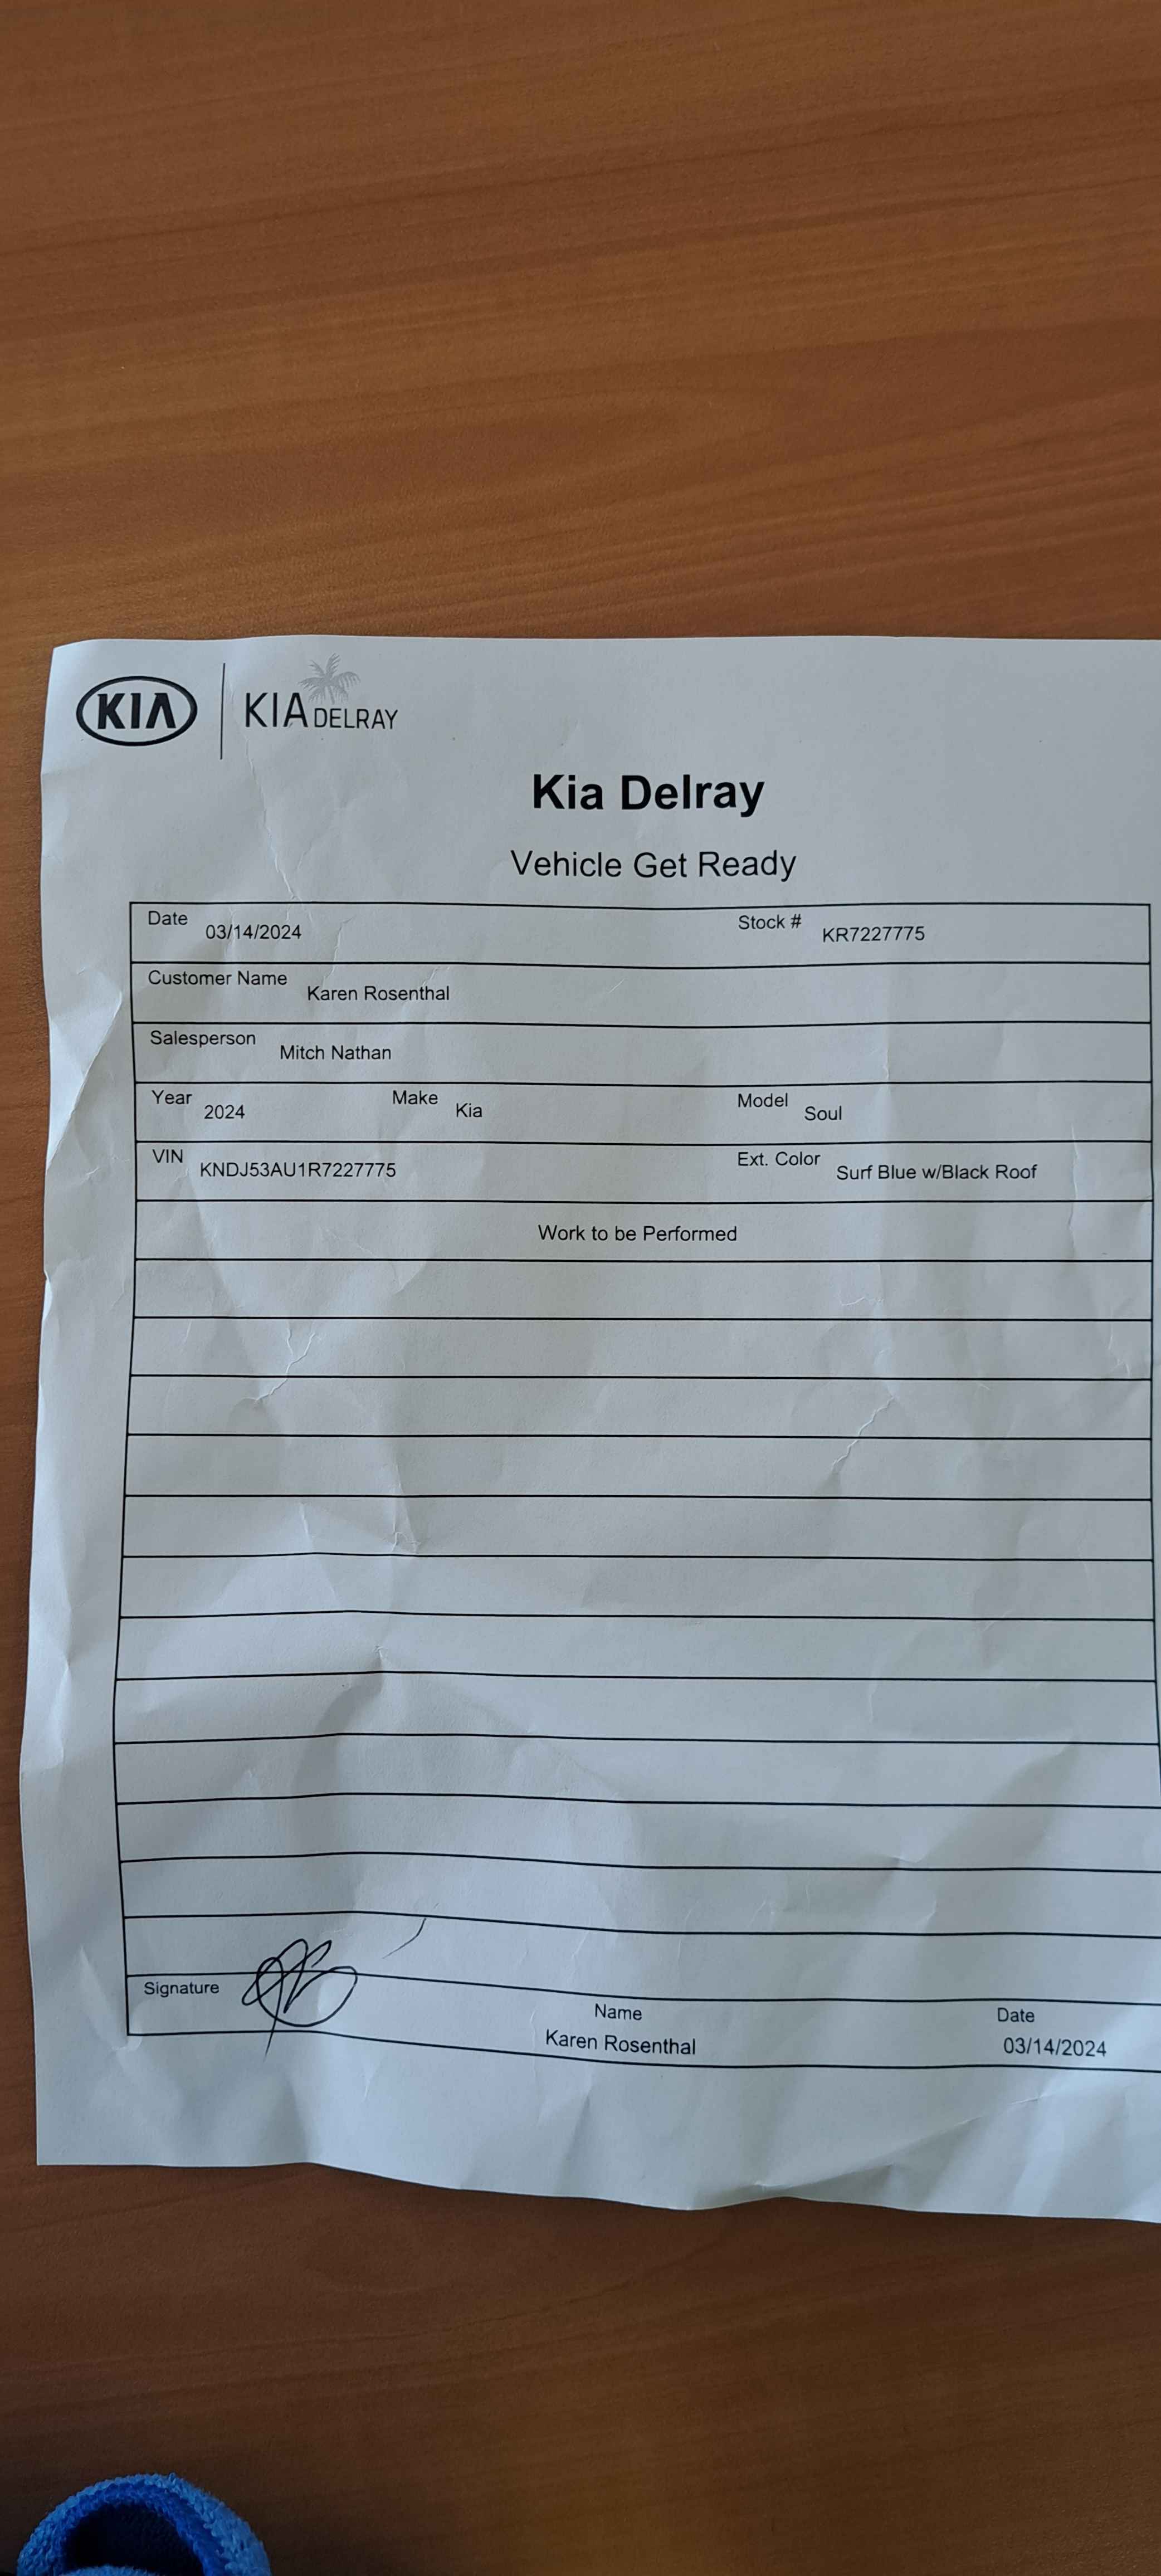 KIA KIA DELRAY
Kia Delray
Vehicle Get Ready
Date 03/14/2024 Stock # KR7227775
Customer Name Karen Rosenthal
Salesperson Mitch Nathan
Year 2024 Make Kia Model Soul
VIN KNDJ53AU1R7227775 Ext. Color Surf Blue w/Black Roof
Work to be Performed
Signature Name Date
Karen Rosenthal 03/14/2024